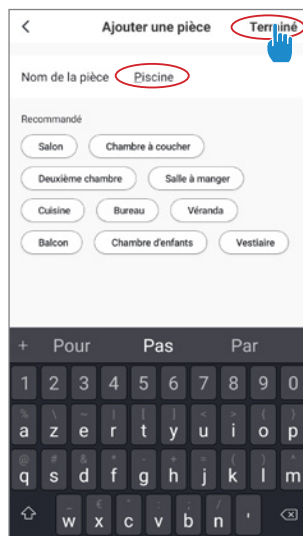 Ajouter une pièce Terminé
Nom de la pièce Piscine
Recommandé
Salon Chambre à coucher
Deuxième chambre Salle à manger
Cuisine Bureau Véranda
Balcon Chambre d'enfants Vestiaire
+ Pour Pas Par
1 2 3 4 5 6 7 8 9 0
a z e r t y u i o p
q s d f g h j k l m
w x c v b n '